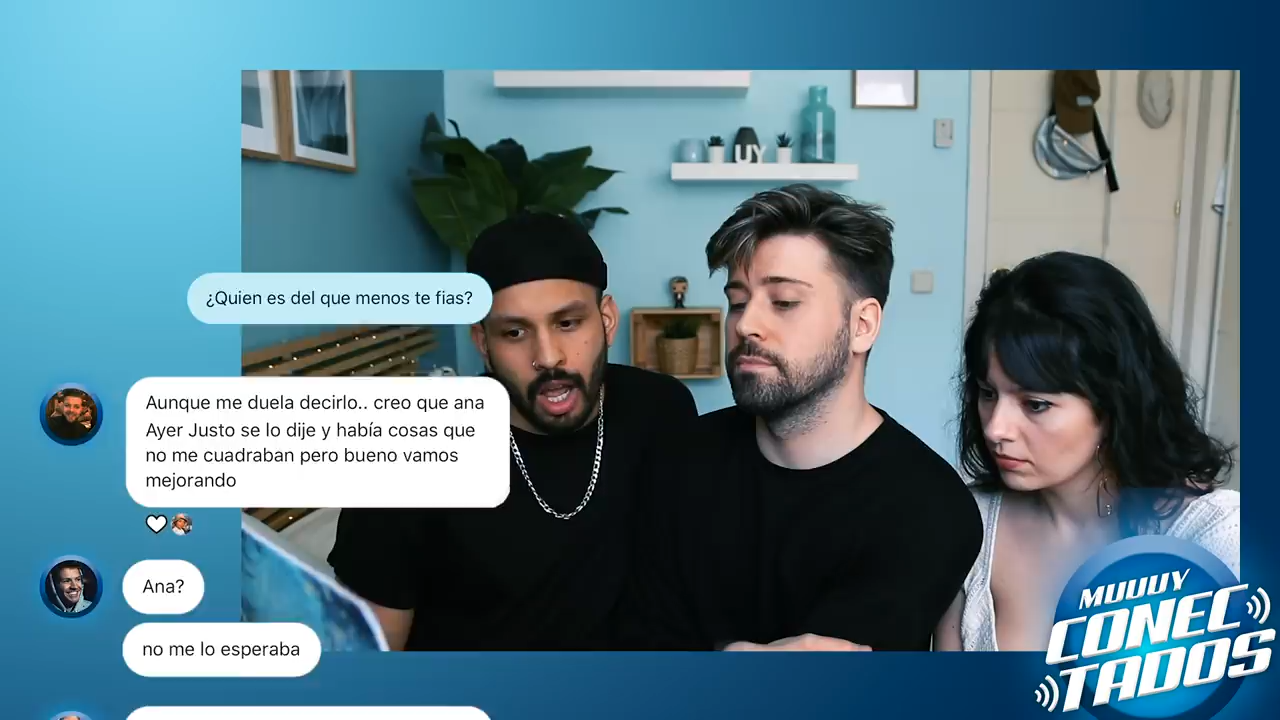 UY
¿Quien es del que menos te fias?
Aunque me duela decirlo.. creo que ana
Ayer Justo se lo dije y había cosas que
no me cuadraban pero bueno vamos
mejorando
Ana?
no me lo esperaba
MUUUY
CONEC
TADOS